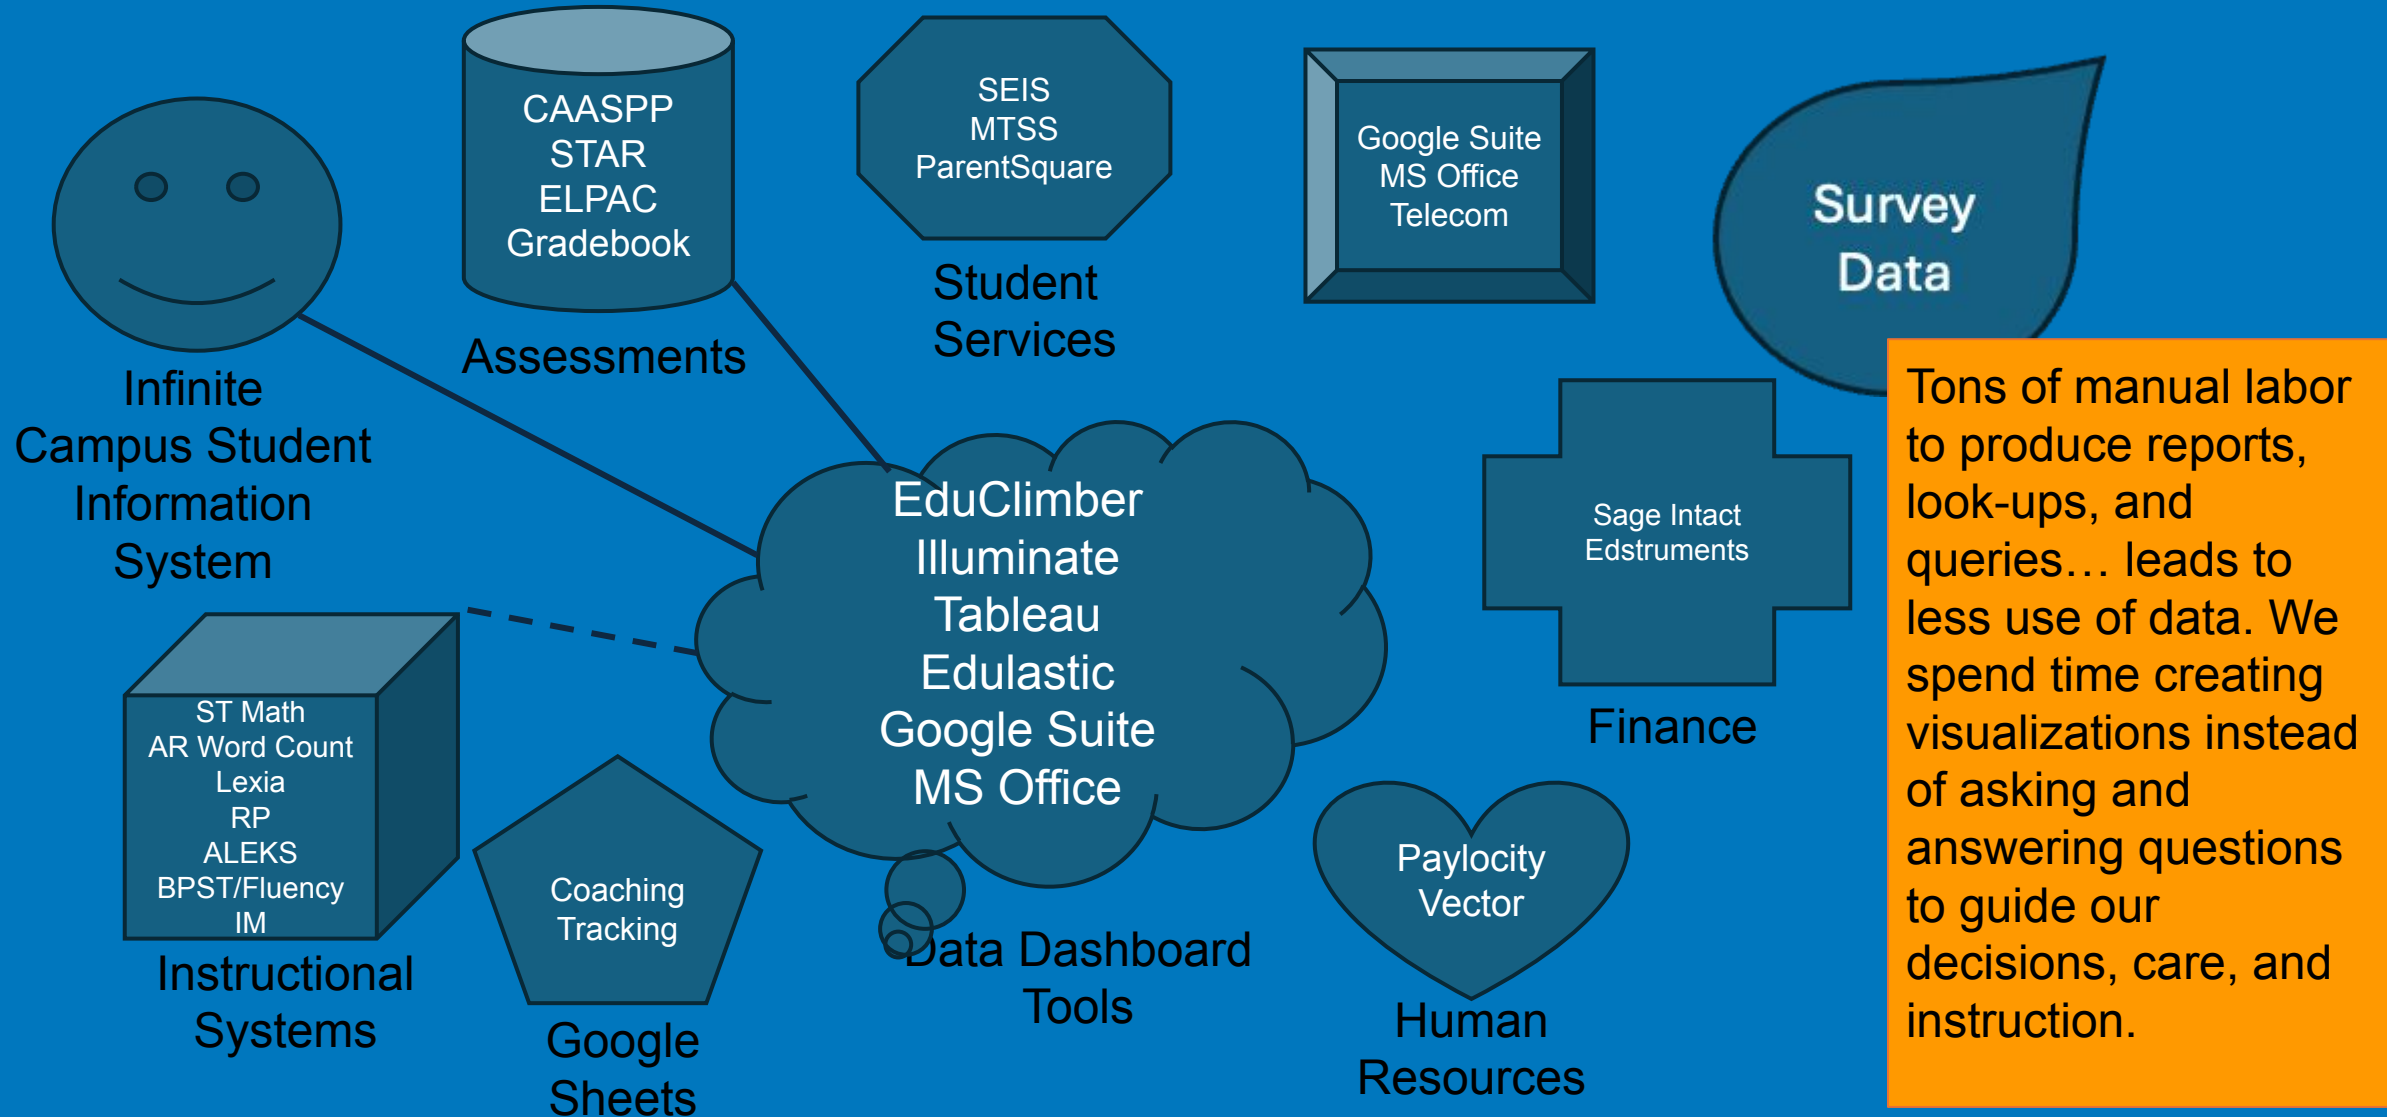 CAASPP
STAR
ELPAC
Gradebook
Assessments
SEIS
MTSS
ParentSquare
Student
Services
Google Suite
MS Office
Telecom
Survey
Data
Infinite
Campus Student
Information
System
EduClimber
Illuminate
Tableau
Edulastic
Google Suite
MS Office
Data Dashboard
Tools
Sage Intact
Edstruments
Finance
Tons of manual labor
to produce reports,
look-ups, and
queries… leads to
less use of data. We
spend time creating
visualizations instead
of asking and
answering questions
to guide our
decisions, care, and
instruction.
ST Math
AR Word Count
Lexia
RP
ALEKS
BPST/Fluency
IM
Instructional
Systems
Coaching
Tracking
Google
Sheets
Paylocity
Vector
Human
Resources